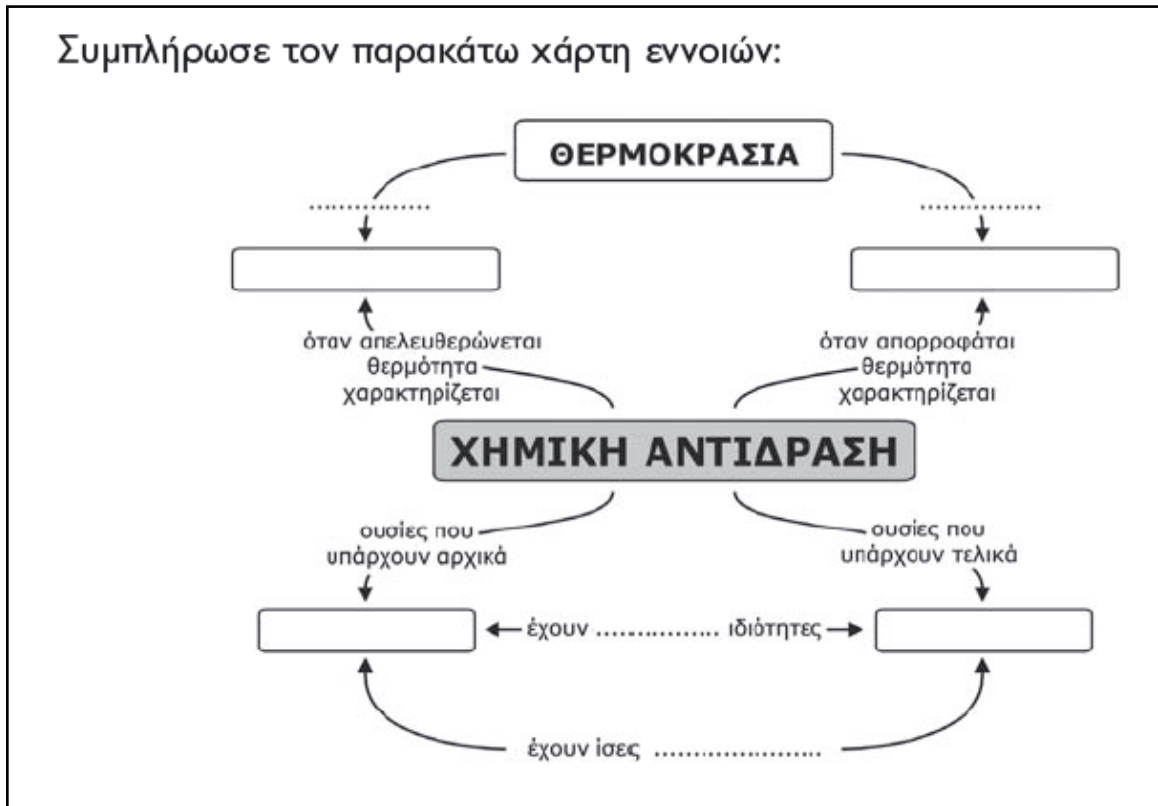 Συμπλήρωσε τον παρακάτω χάρτη εννοιών:
ΘΕΡΜΟΚΡΑΣΙΑ
.................. ..................
όταν απελευθερώνεται
θερμότητα
χαρακτηρίζεται
όταν απορροφάται
θερμότητα
χαρακτηρίζεται
ΧΗΜΙΚΗ ΑΝΤΙΔΡΑΣΗ
ουσίες που
υπάρχουν αρχικά
ουσίες που
υπάρχουν τελικά
έχουν .................. ιδιότητες
έχουν ίσες ........................